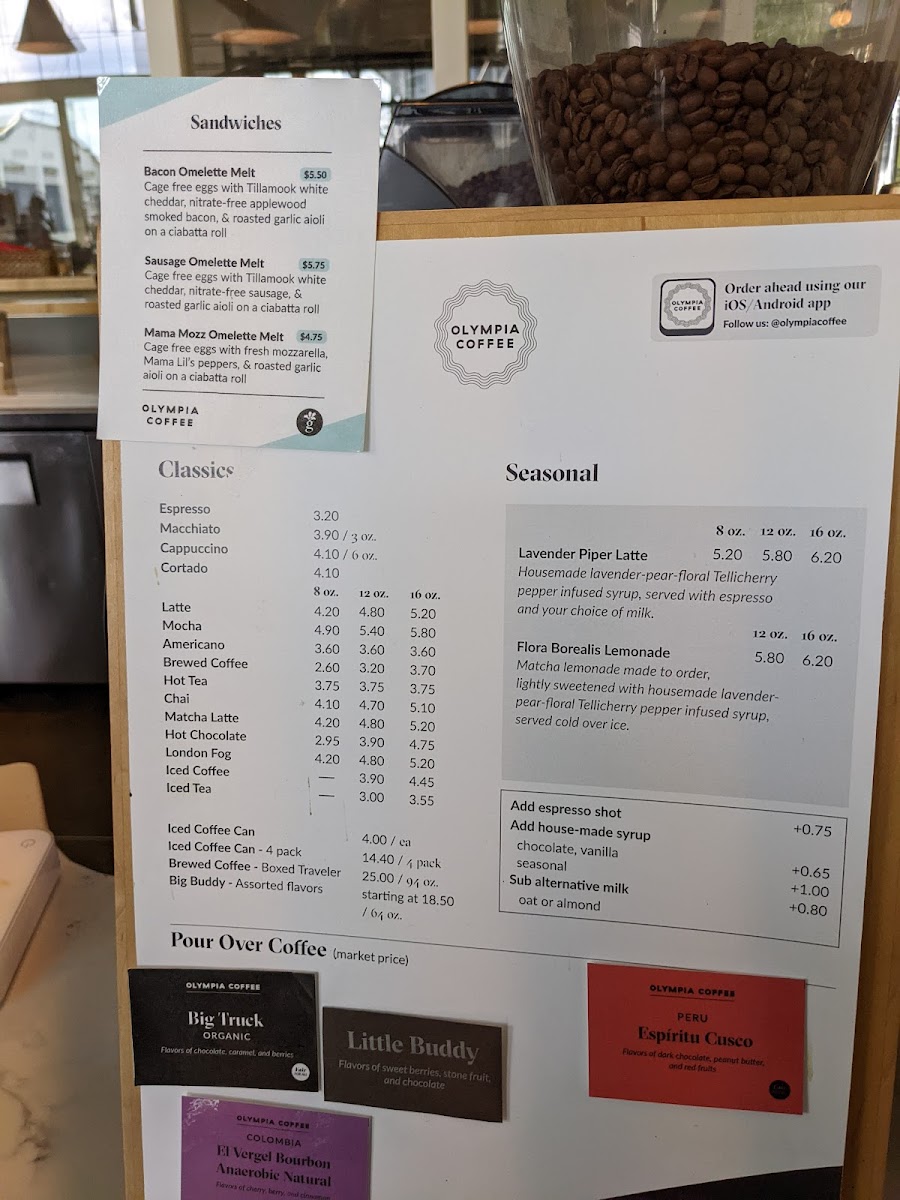 Sandwiches
Bacon Omelette Melt $5.50
Cage free eggs with Tillamook white
cheddar, nitrate-free applewood
smoked bacon, & roasted garlic aioli
on a ciabatta roll
Sausage Omelette Melt $5.75
Cage free eggs with Tillamook white
cheddar, nitrate-free sausage, &
roasted garlic aioli on a ciabatta roll
Mama Mozz Omelette Melt $4.75
Cage free eggs with fresh mozzarella,
Mama Lil's peppers, & roasted garlic
aioli on a ciabatta roll
OLYMPIA
COFFEE
g
OLYMPIA
COFFEE
OLYMPIA
COFFEE
Order ahead using our
iOS/Android app
Follow us: @olympiacoffee
Classics
Espresso 3.20
Macchiato 3.90 / 3 oz.
Cappuccino 4.10 / 6 oz.
Cortado 4.10
8 oz. 12 oz. 16 oz.
Latte 4.20 4.80 5.20
Mocha 4.90 5.40 5.80
Americano 3.60 3.60 3.60
Brewed Coffee 2.60 3.20 3.70
Hot Tea 3.75 3.75 3.75
Chai 4.10 4.70 5.10
Matcha Latte 4.20 4.80 5.20
Hot Chocolate 2.95 3.90 4.75
London Fog 4.20 4.80 5.20
Iced Coffee — 3.90 4.45
Iced Tea — 3.00 3.55
Iced Coffee Can 4.00 / ea
Iced Coffee Can - 4 pack 14.40 / 4 pack
Brewed Coffee - Boxed Traveler 25.00 / 94 oz.
Big Buddy - Assorted flavors starting at 18.50
/ 64 oz.
Seasonal
8 oz. 12 oz. 16 oz.
Lavender Piper Latte 5.20 5.80 6.20
Housemade lavender-pear-floral Tellicherry
pepper infused syrup, served with espresso
and your choice of milk.
12 oz. 16 oz.
Flora Borealis Lemonade 5.80 6.20
Matcha lemonade made to order,
lightly sweetened with housemade lavender-
pear-floral Tellicherry pepper infused syrup,
served cold over ice.
Add espresso shot +0.75
Add house-made syrup
chocolate, vanilla +0.65
seasonal +1.00
Sub alternative milk +0.80
oat or almond
Pour Over Coffee (market price)
OLYMPIA COFFEE
Big Truck
ORGANIC
Flavors of chocolate, caramel, and berries
Little Buddy
Flavors of sweet berries, stone fruit,
and chocolate
OLYMPIA COFFEE
PERU
Espíritu Cusco
Flavors of dark chocolate, peanut butter,
and red fruits
OLYMPIA COFFEE
COLOMBIA
El Vergel Bourbon
Anaerobic Natural
Flavors of cherry, berry, and cinnamon